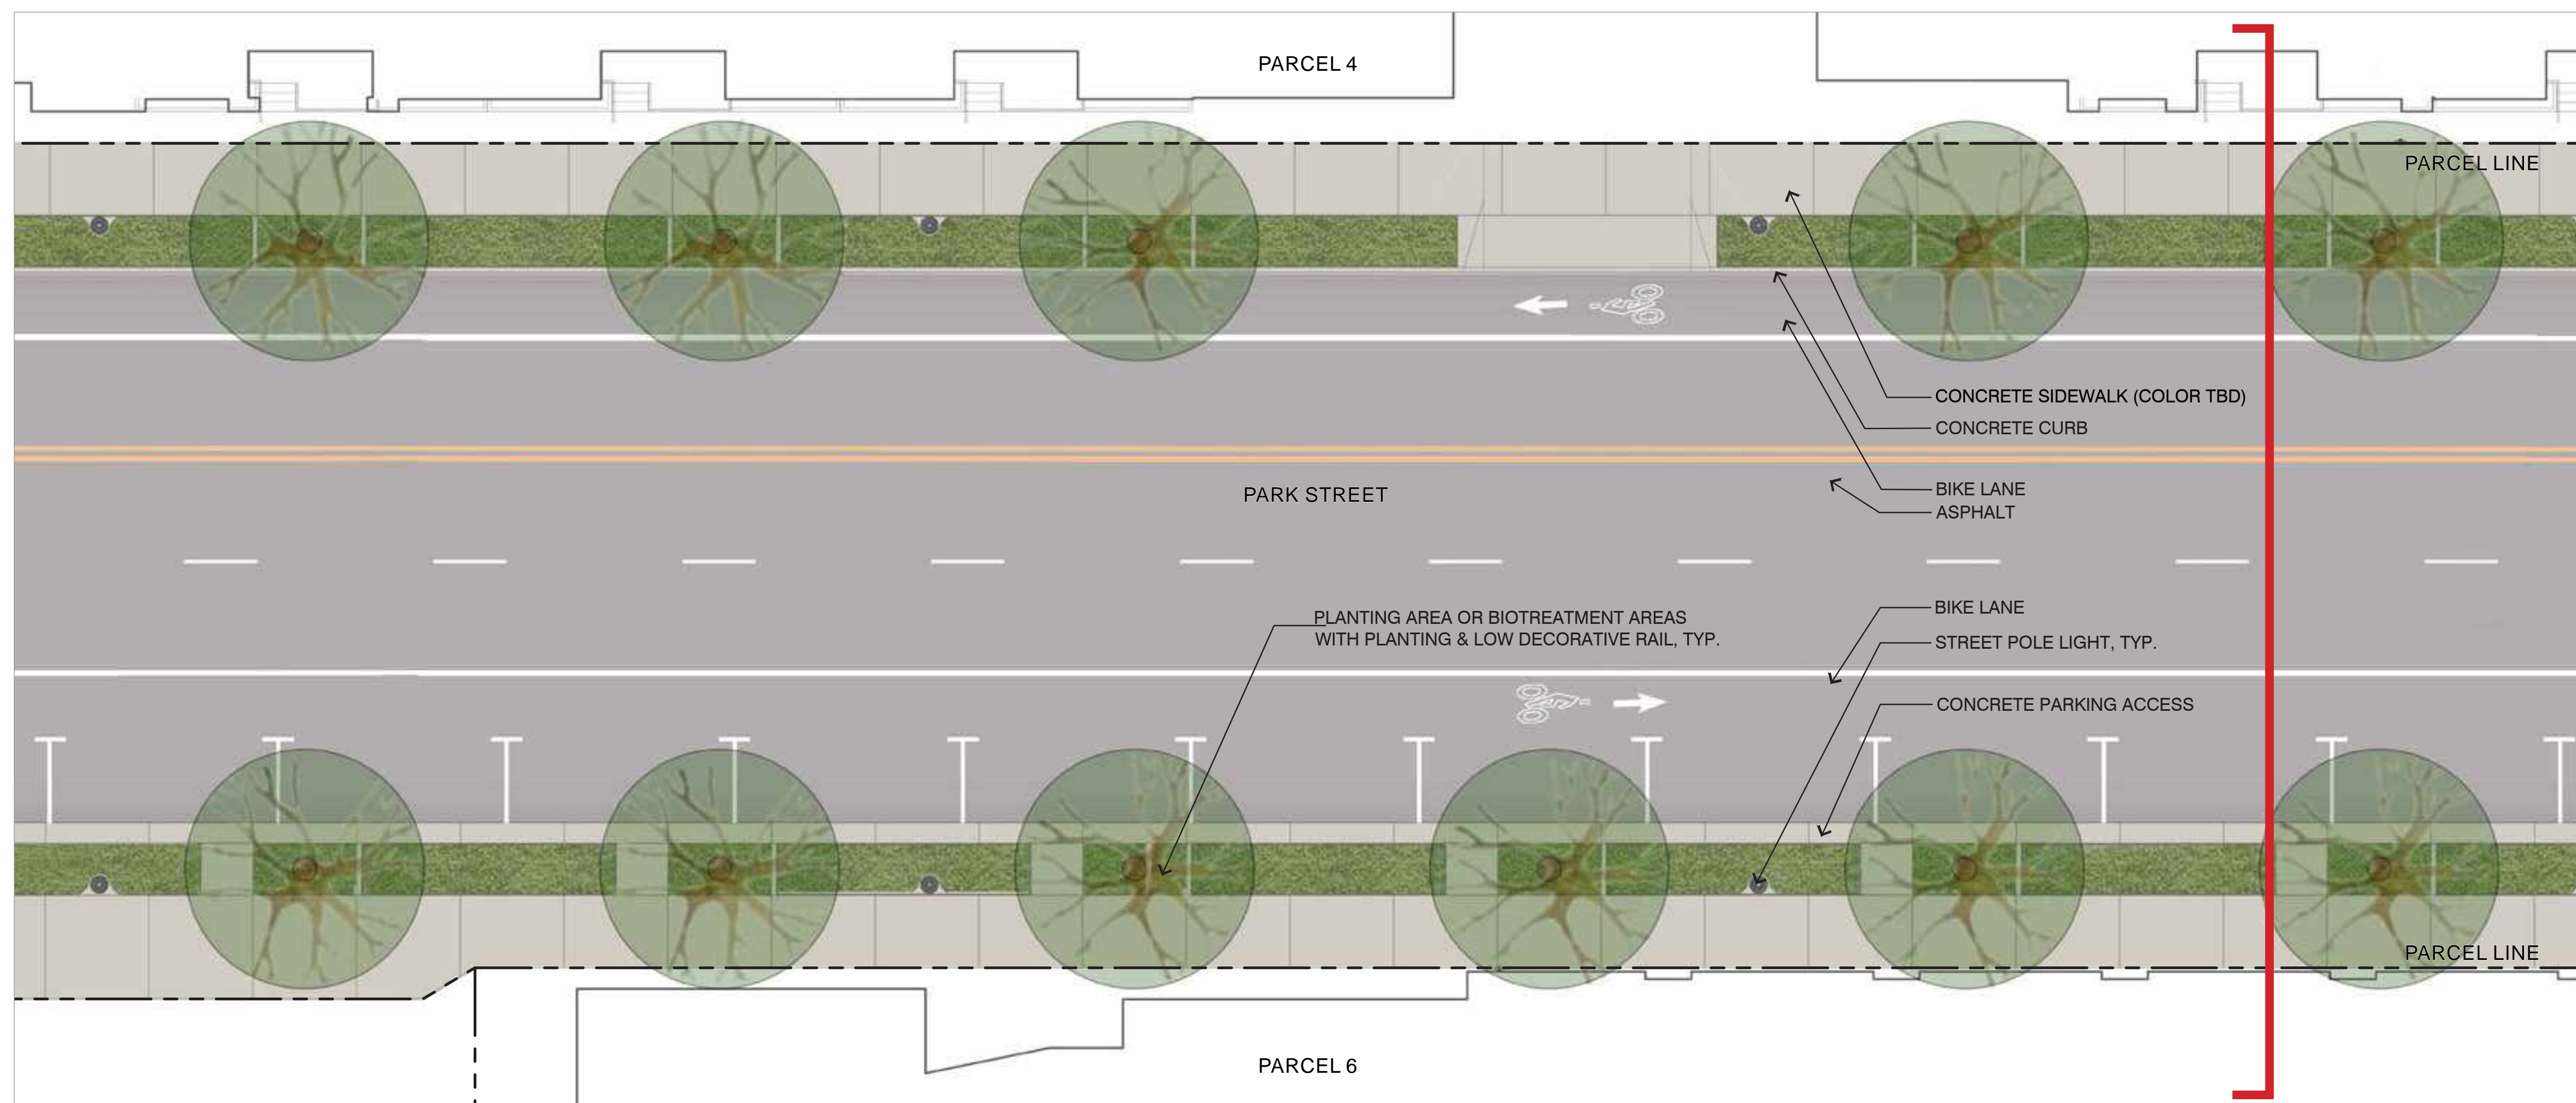 PARCEL 4
PARCEL LINE
CONCRETE SIDEWALK (COLOR TBD)
CONCRETE CURB
BIKE LANE
PARK STREET
ASPHALT
BIKE LANE
PLANTING AREA OR BIOTREATMENT AREAS
WITH PLANTING & LOW DECORATIVE RAIL, TYP.
STREET POLE LIGHT, TYP.
CONCRETE PARKING ACCESS
PARCEL LINE
PARCEL 6